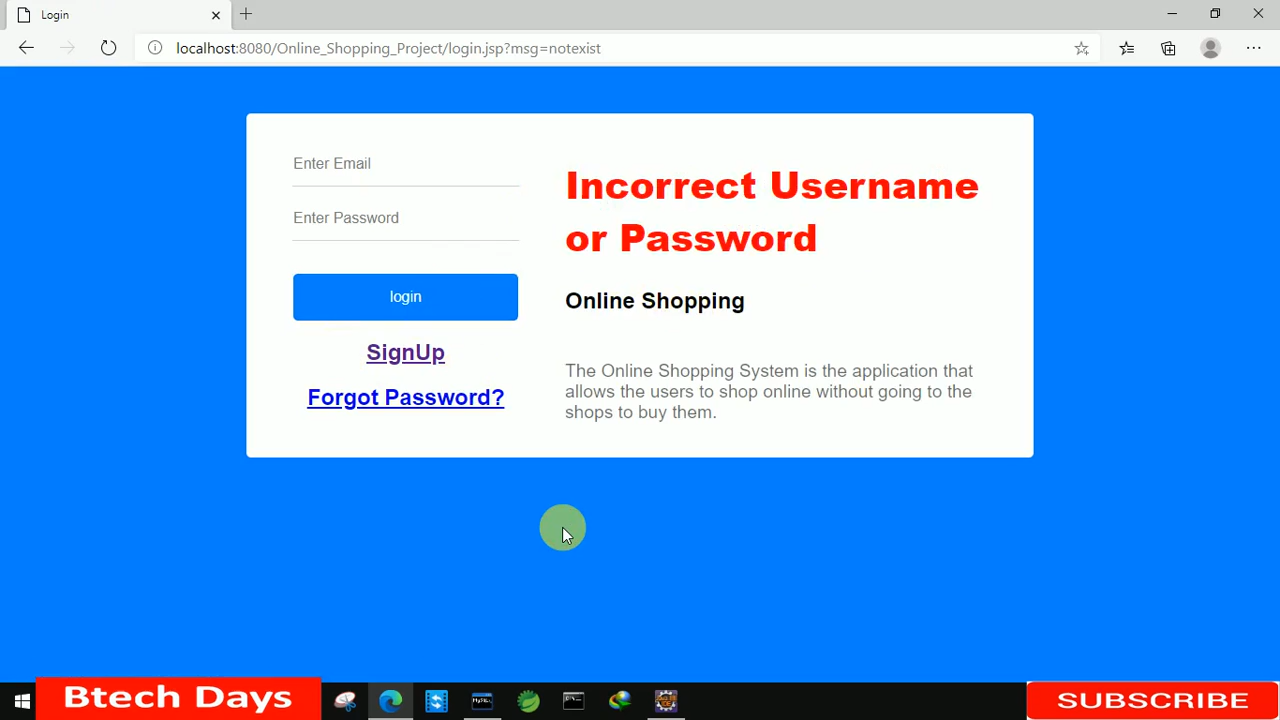 Login
localhost:8080/Online_Shopping_Project/login.jsp?msg=notexist
Enter Email
Enter Password
login
SignUp
Forgot Password?
Incorrect Username
or Password
Online Shopping
The Online Shopping System is the application that
allows the users to shop online without going to the
shops to buy them.
Btech Days
SUBSCRIBE